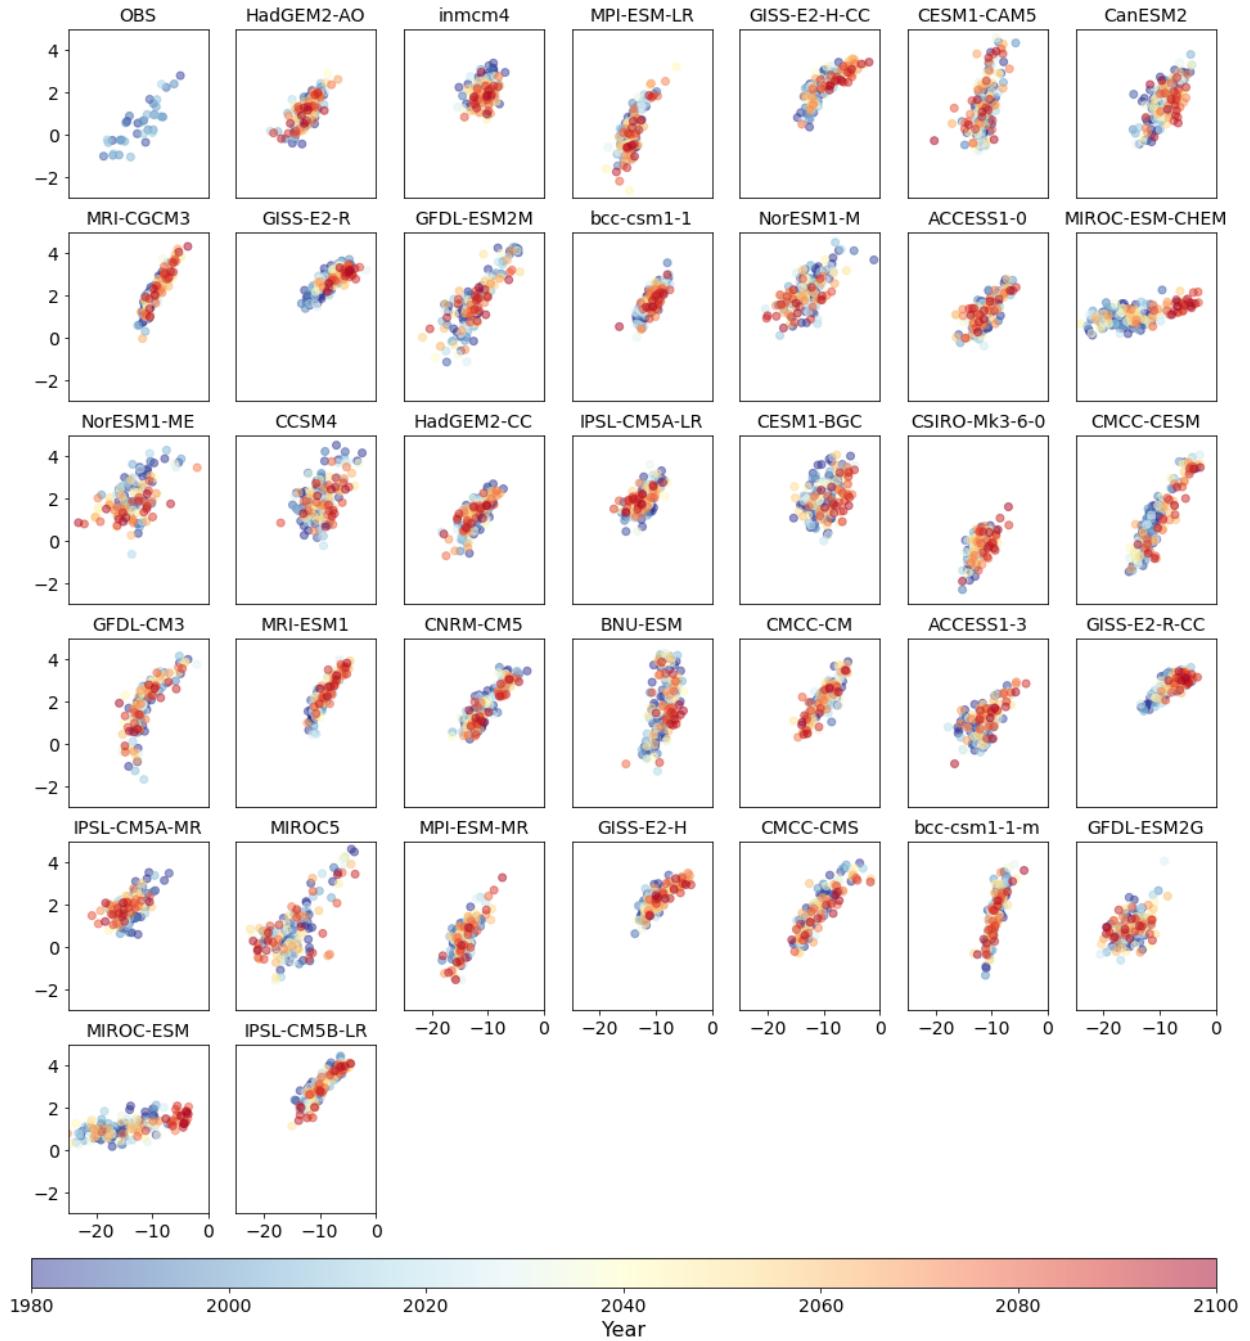 OBS HadGEM2-AO inmcm4 MPI-ESM-LR GISS-E2-H-CC CESM1-CAM5 CanESM2
4
2
0
−2
MRI-CGCM3 GISS-E2-R GFDL-ESM2M bcc-csm1-1 NorESM1-M ACCESS1-0 MIROC-ESM-CHEM
4
2
0
−2
NorESM1-ME CCSM4 HadGEM2-CC IPSL-CM5A-LR CESM1-BGC CSIRO-Mk3-6-0 CMCC-CESM
4
2
0
−2
GFDL-CM3 MRI-ESM1 CNRM-CM5 BNU-ESM CMCC-CM ACCESS1-3 GISS-E2-R-CC
4
2
0
−2
IPSL-CM5A-MR MIROC5 MPI-ESM-MR GISS-E2-H CMCC-CMS bcc-csm1-1-m GFDL-ESM2G
4
2
0
−2
−20 −10 0 −20 −10 0 −20 −10 0 −20 −10 0 −20 −10 0
MIROC-ESM IPSL-CM5B-LR
4
2
0
−2
−20 −10 0 −20 −10 0
1980 2000 2020 2040 2060 2080 2100
Year